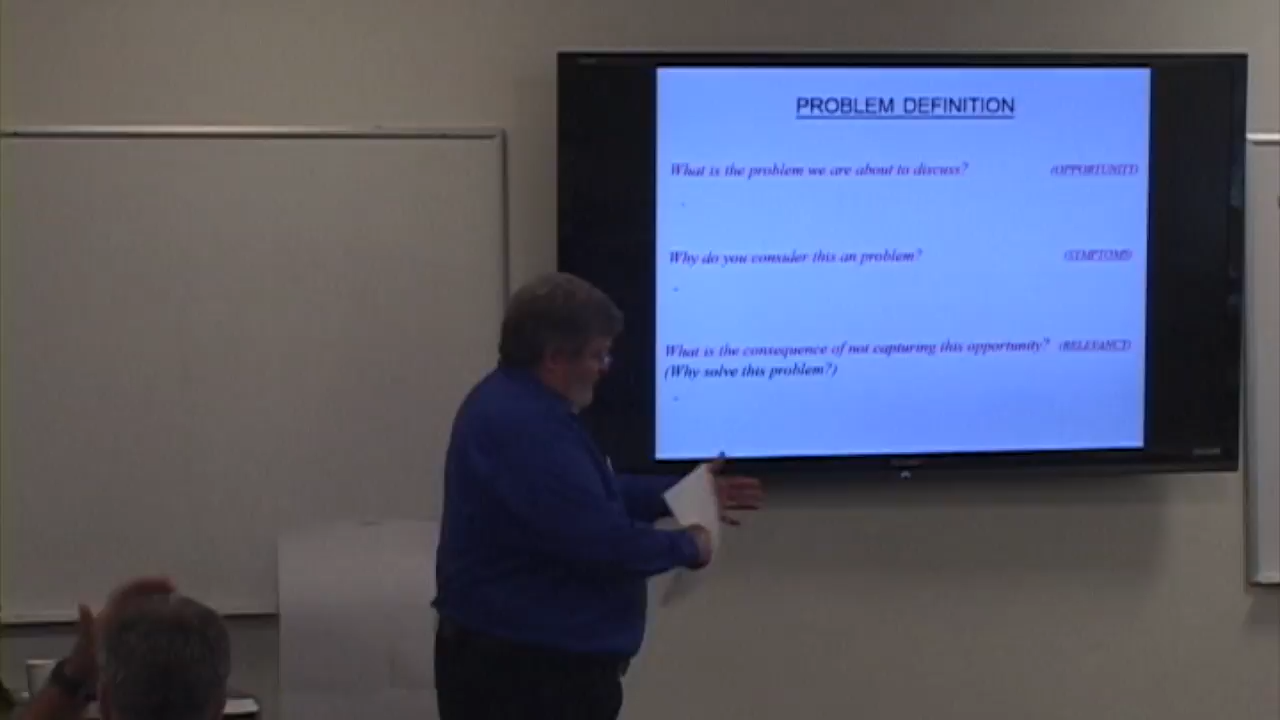 PROBLEM DEFINITION
What is the problem we are about to discuss? (OPPORTUNITY)
Why do you consider this an problem? (SYMPTOMS)
What is the consequence of not capturing this opportunity? (RELEVANCE)
(Why solve this problem?)